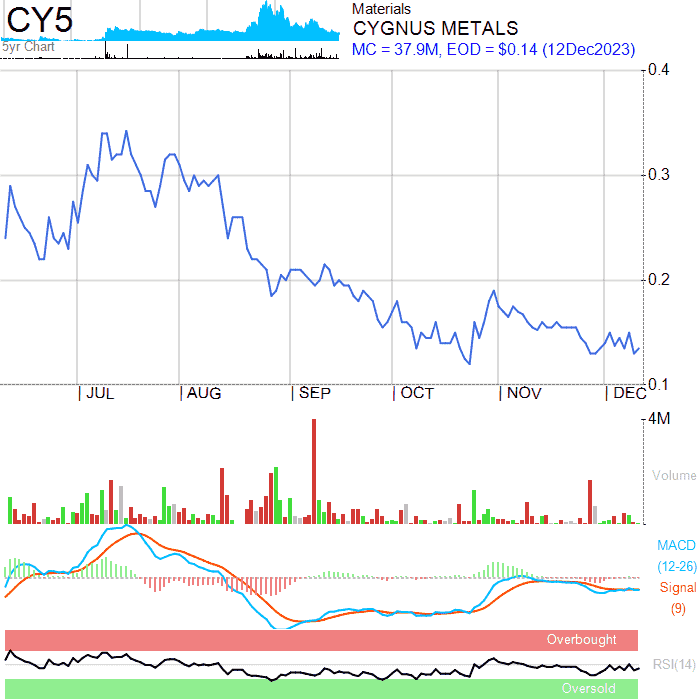 CY5
Materials
CYGNUS METALS
MC = 37.9M, EOD = $0.14 (12Dec2023)
5yr Chart
0.4
0.3
0.2
0.1
| JUL | AUG | SEP | OCT | NOV | DEC
4M
Volume
MACD
(12-26)
Signal
(9)
Overbought
RSI(14)
Oversold